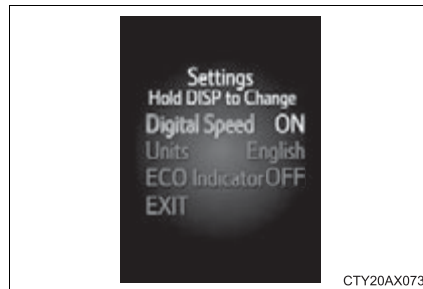 Settings
Hold DISP to Change
Digital Speed ON
Units English
ECO Indicator OFF
EXIT
CTY20AX073